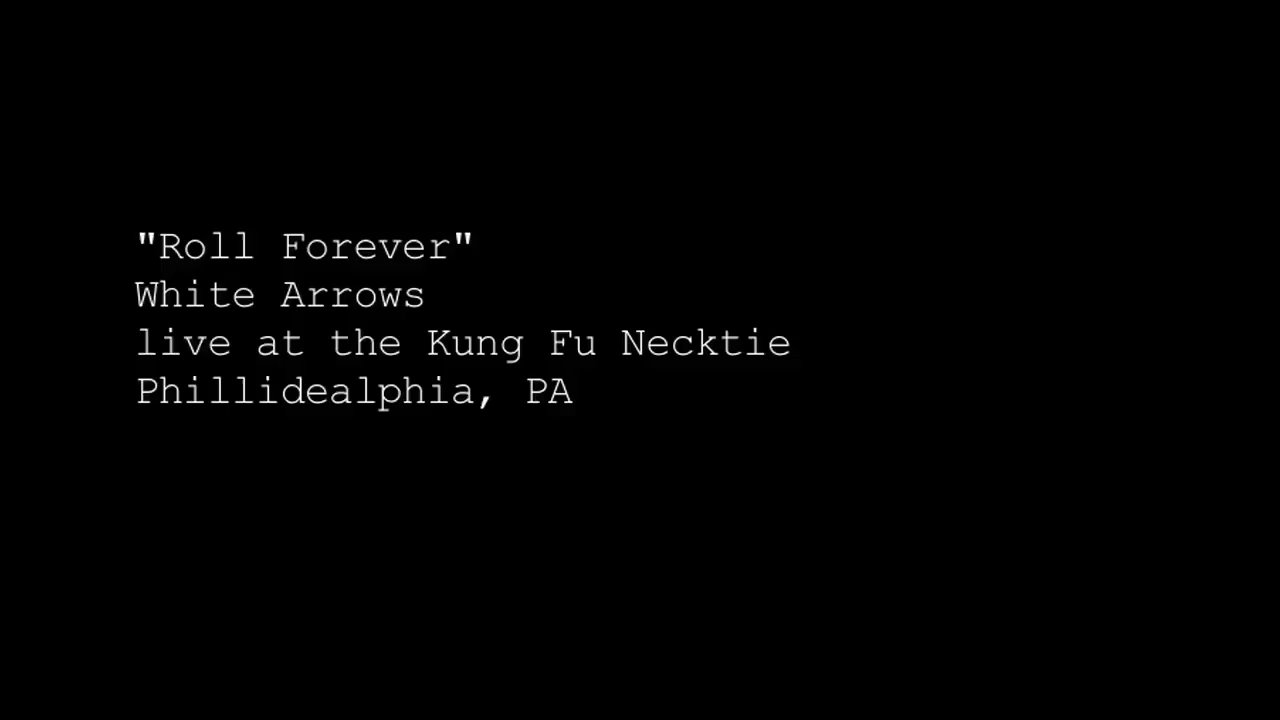 "Roll Forever"
White Arrows
live at the Kung Fu Necktie
Phillidealphia, PA